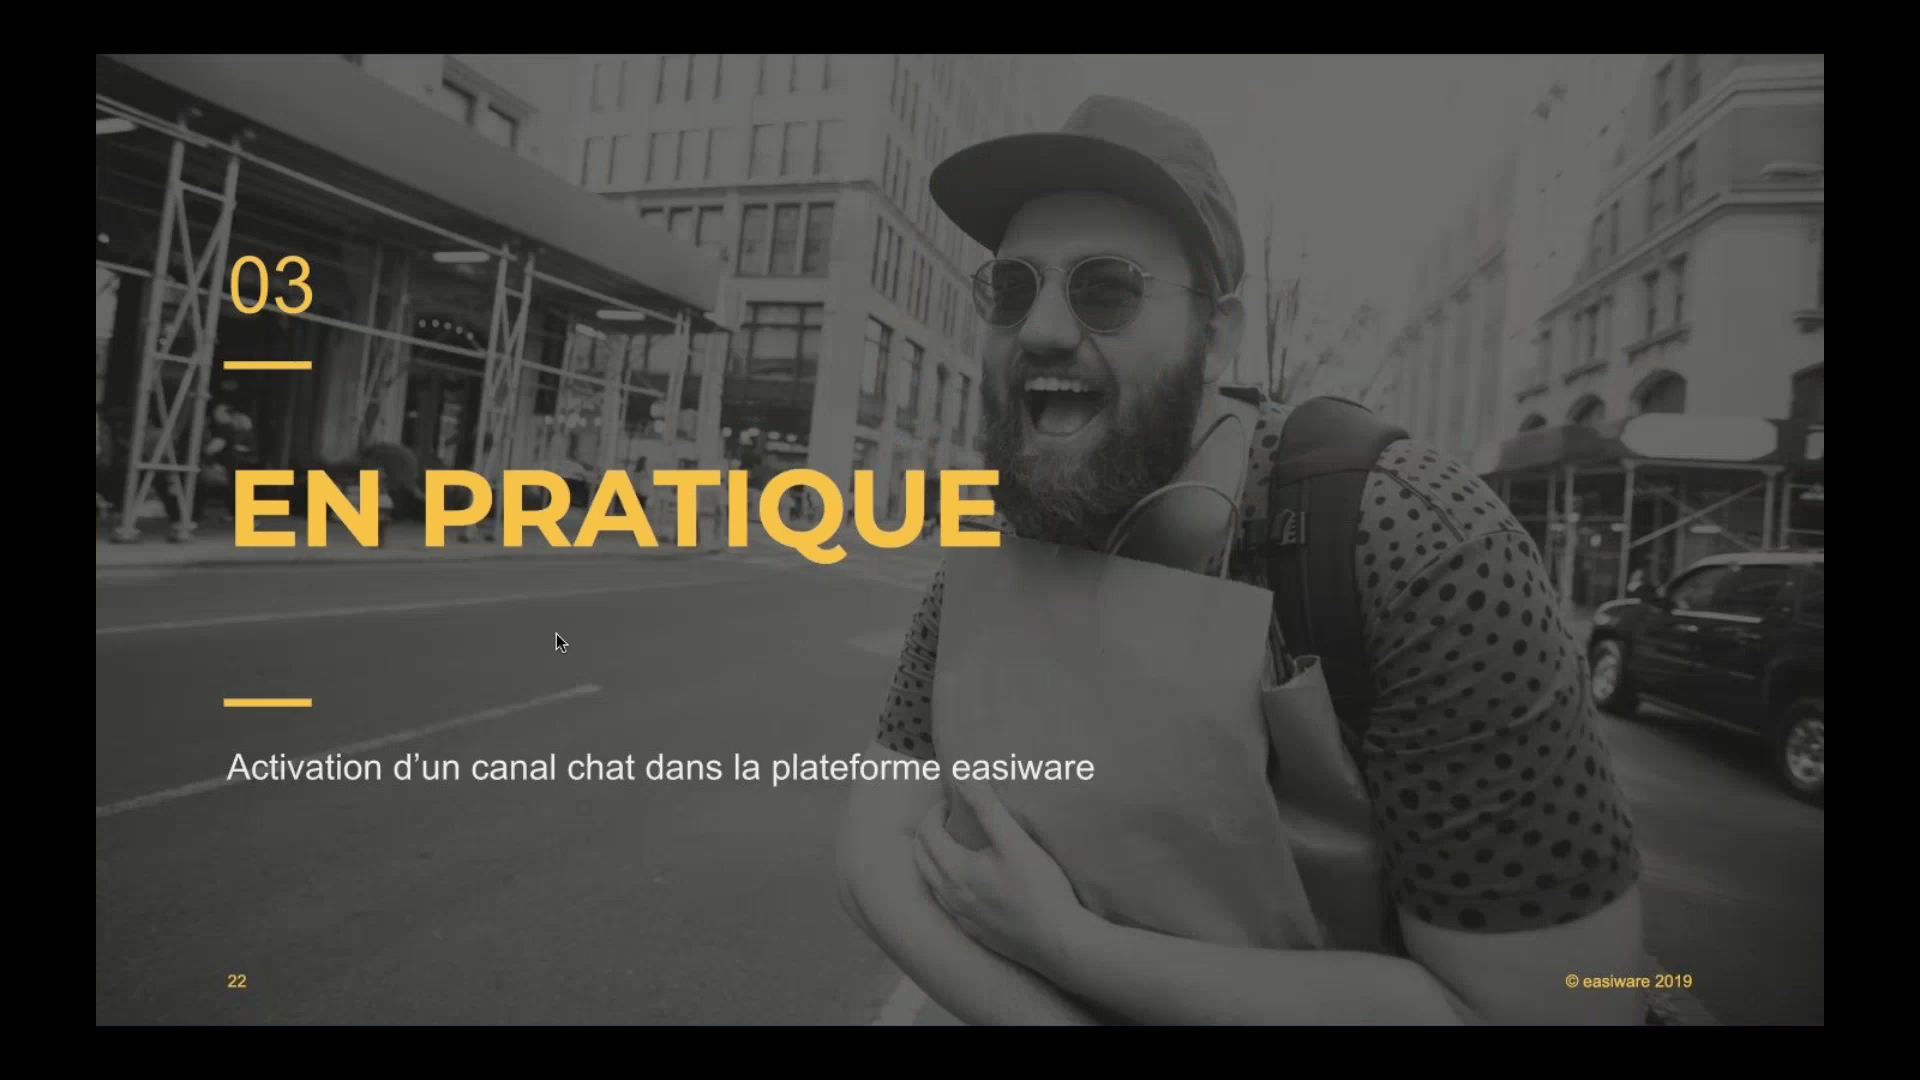 03
EN PRATIQUE
Activation d’un canal chat dans la plateforme easiware
22
© easiware 2019